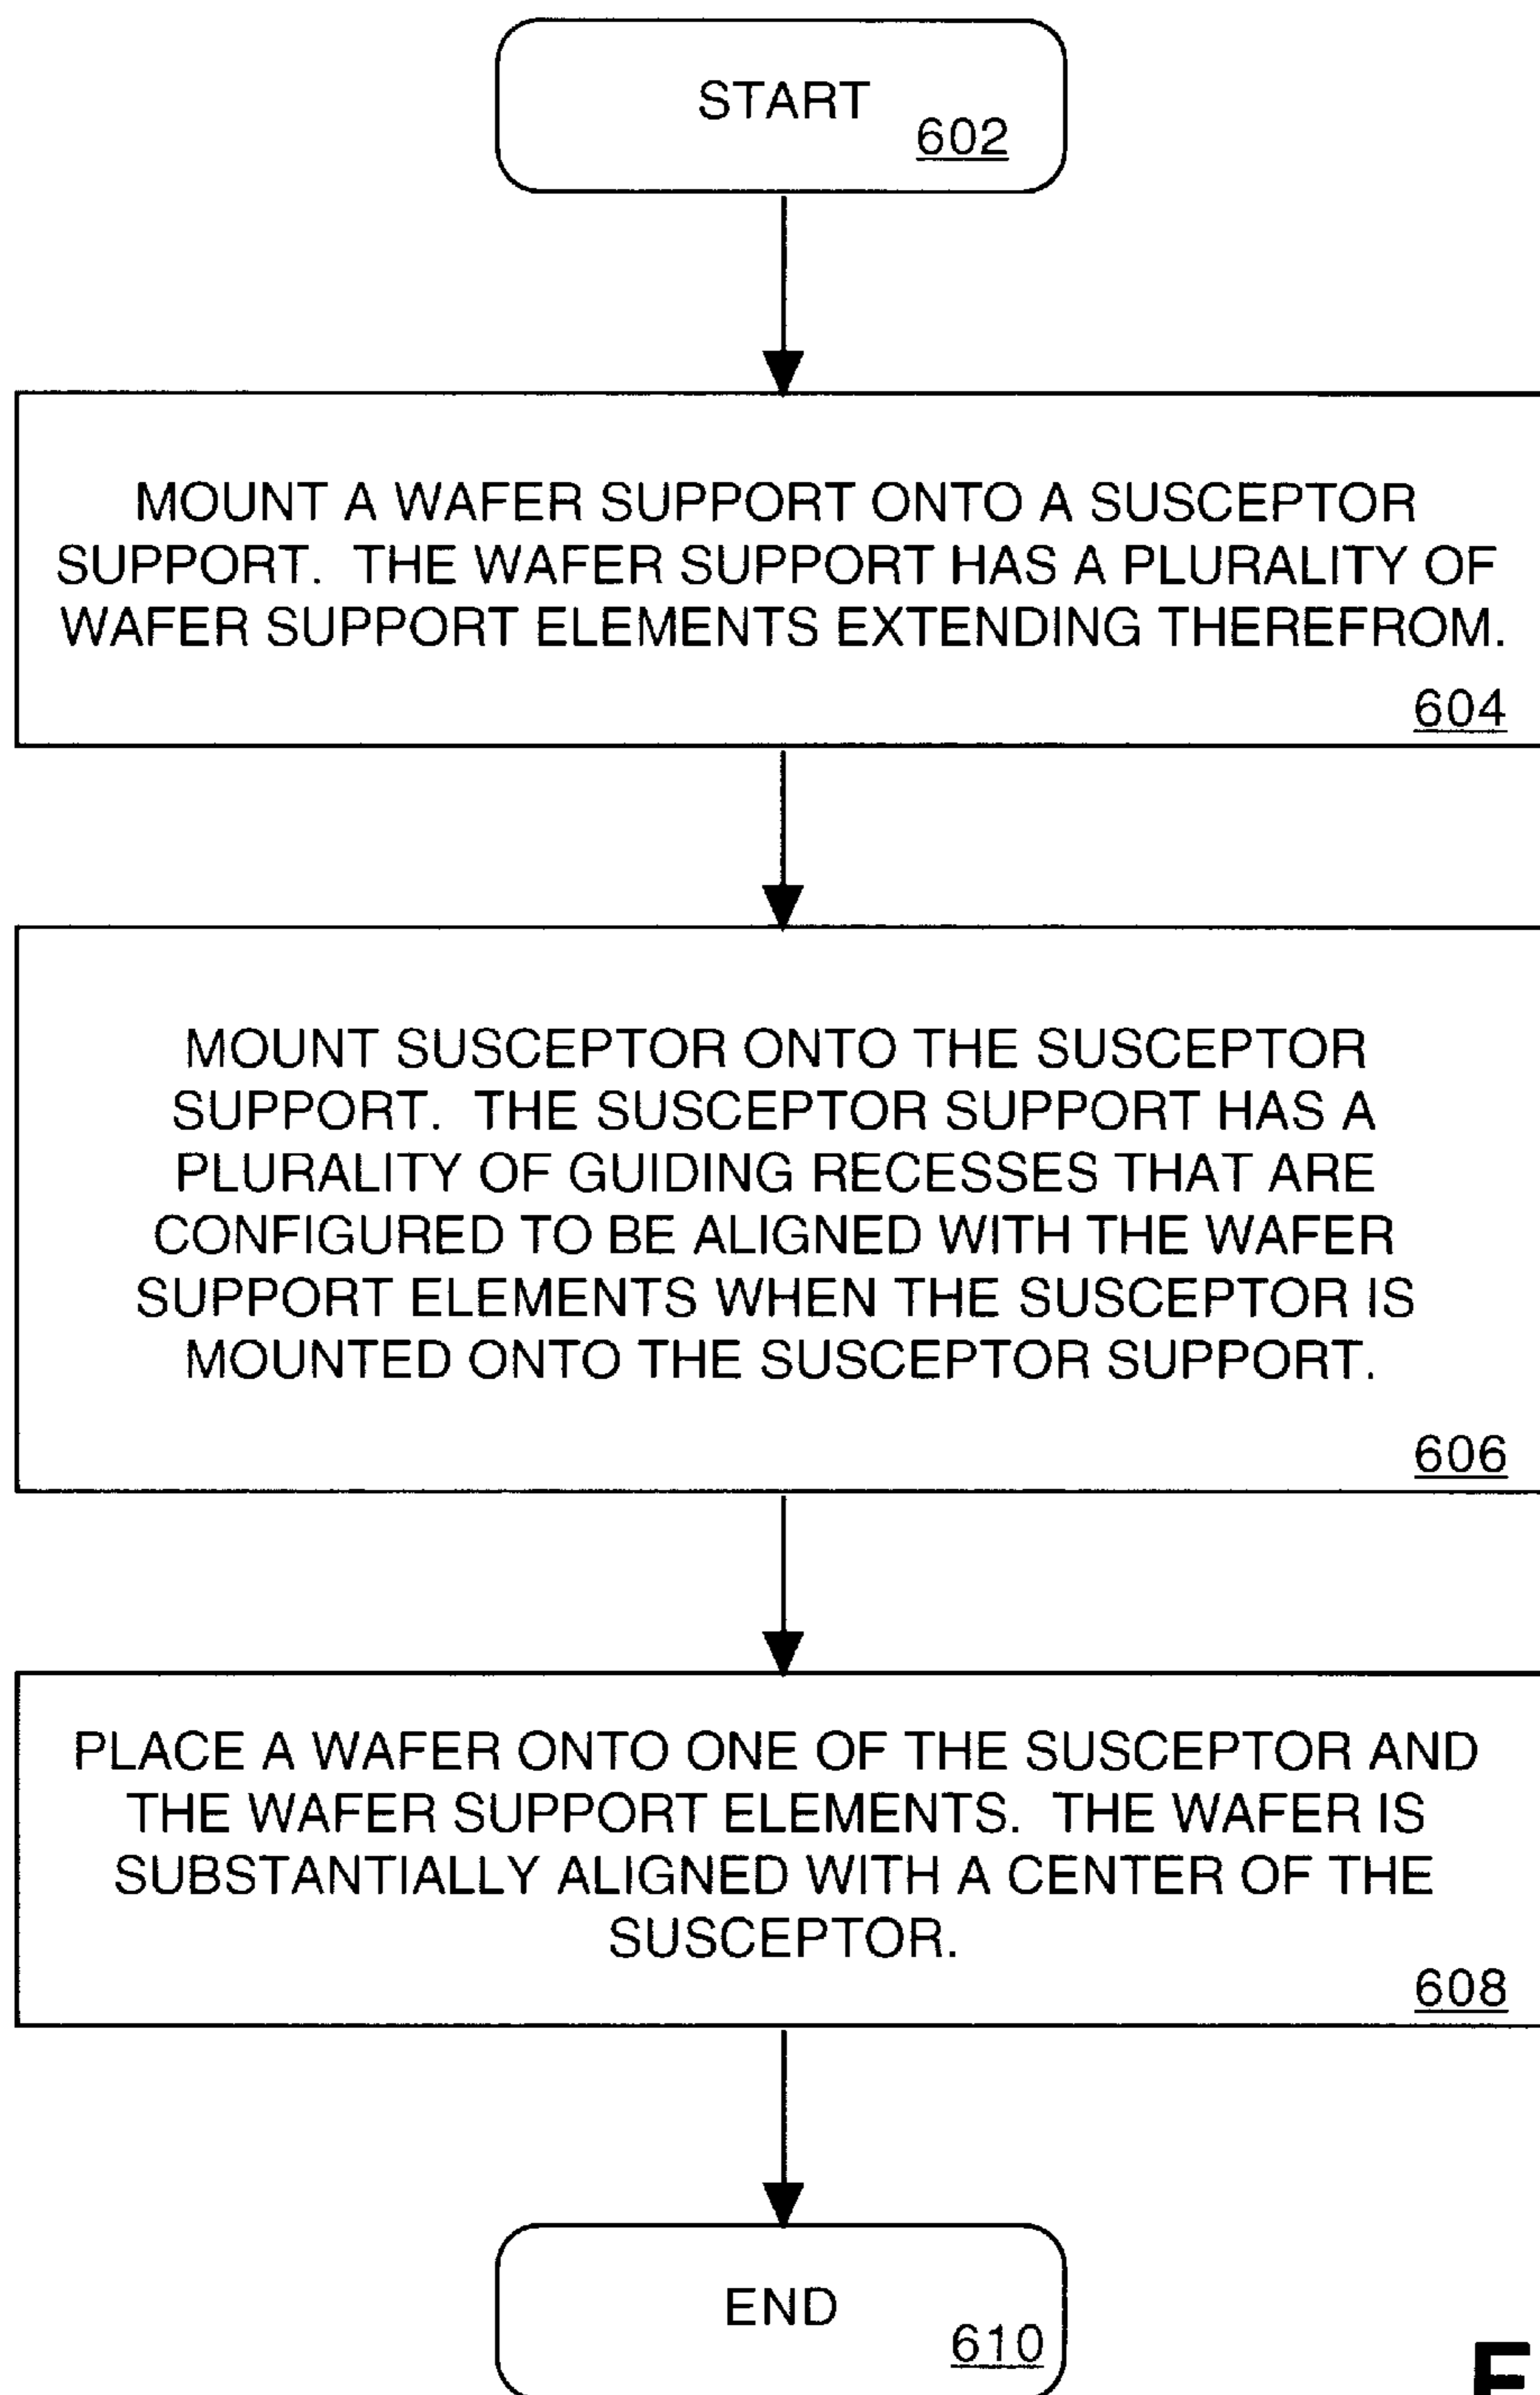 START
602
MOUNT A WAFER SUPPORT ONTO A SUSCEPTOR
SUPPORT. THE WAFER SUPPORT HAS A PLURALITY OF
WAFER SUPPORT ELEMENTS EXTENDING THEREFROM.
604
MOUNT SUSCEPTOR ONTO THE SUSCEPTOR
SUPPORT. THE SUSCEPTOR SUPPORT HAS A
PLURALITY OF GUIDING RECESSES THAT ARE
CONFIGURED TO BE ALIGNED WITH THE WAFER
SUPPORT ELEMENTS WHEN THE SUSCEPTOR IS
MOUNTED ONTO THE SUSCEPTOR SUPPORT.
606
PLACE A WAFER ONTO ONE OF THE SUSCEPTOR AND
THE WAFER SUPPORT ELEMENTS. THE WAFER IS
SUBSTANTIALLY ALIGNED WITH A CENTER OF THE
SUSCEPTOR.
608
END
610